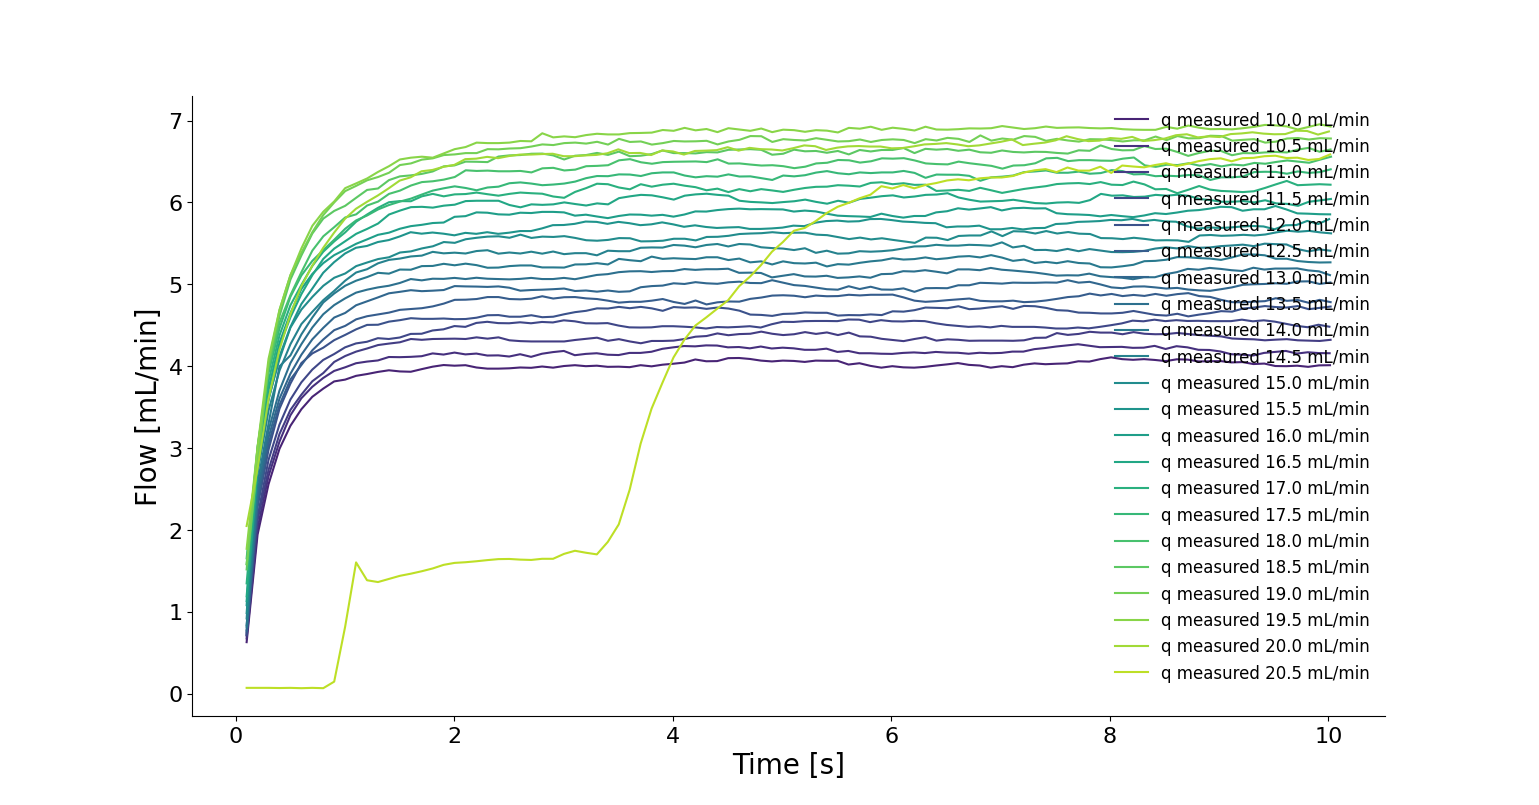 7
6
5
4
3
2
1
0
Flow [mL/min]
0 2 4 6 8 10
Time [s]
q measured 10.0 mL/min
q measured 10.5 mL/min
q measured 11.0 mL/min
q measured 11.5 mL/min
q measured 12.0 mL/min
q measured 12.5 mL/min
q measured 13.0 mL/min
q measured 13.5 mL/min
q measured 14.0 mL/min
q measured 14.5 mL/min
q measured 15.0 mL/min
q measured 15.5 mL/min
q measured 16.0 mL/min
q measured 16.5 mL/min
q measured 17.0 mL/min
q measured 17.5 mL/min
q measured 18.0 mL/min
q measured 18.5 mL/min
q measured 19.0 mL/min
q measured 19.5 mL/min
q measured 20.0 mL/min
q measured 20.5 mL/min